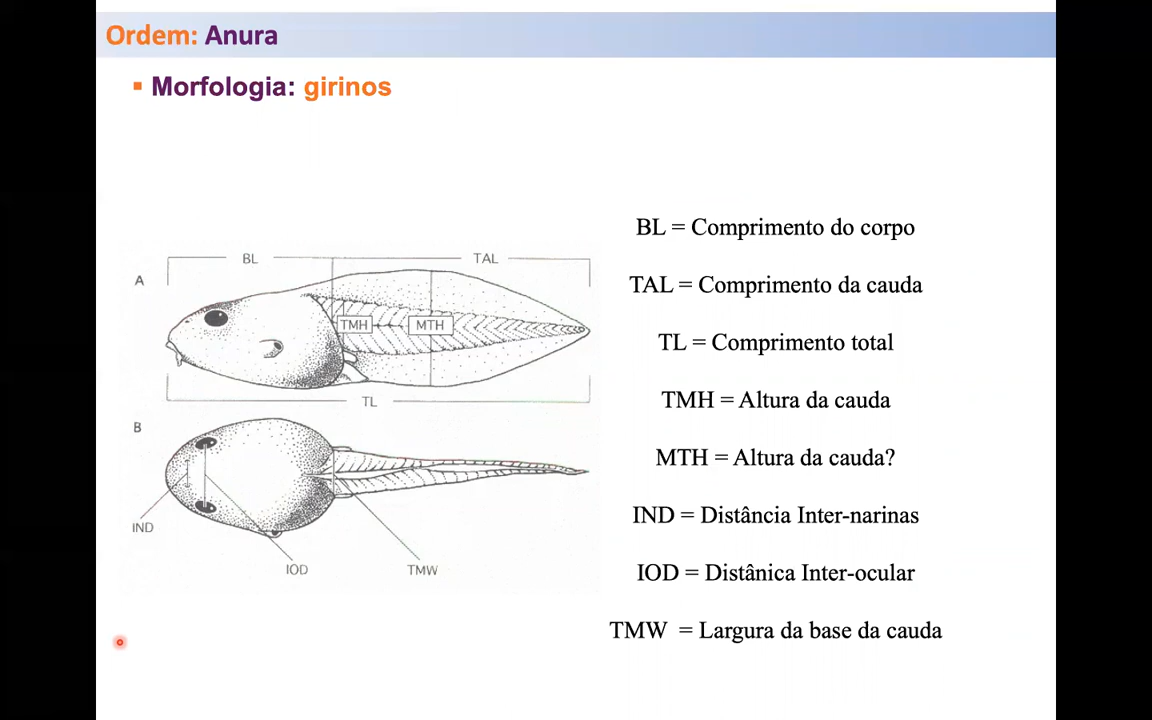 Ordem: Anura
▪ Morfologia: girinos
BL TAL
A
TMH MTH
TL
B
IND
IOD TMW
BL = Comprimento do corpo
TAL = Comprimento da cauda
TL = Comprimento total
TMH = Altura da cauda
MTH = Altura da cauda?
IND = Distância Inter-narinas
IOD = Distânica Inter-ocular
TMW = Largura da base da cauda